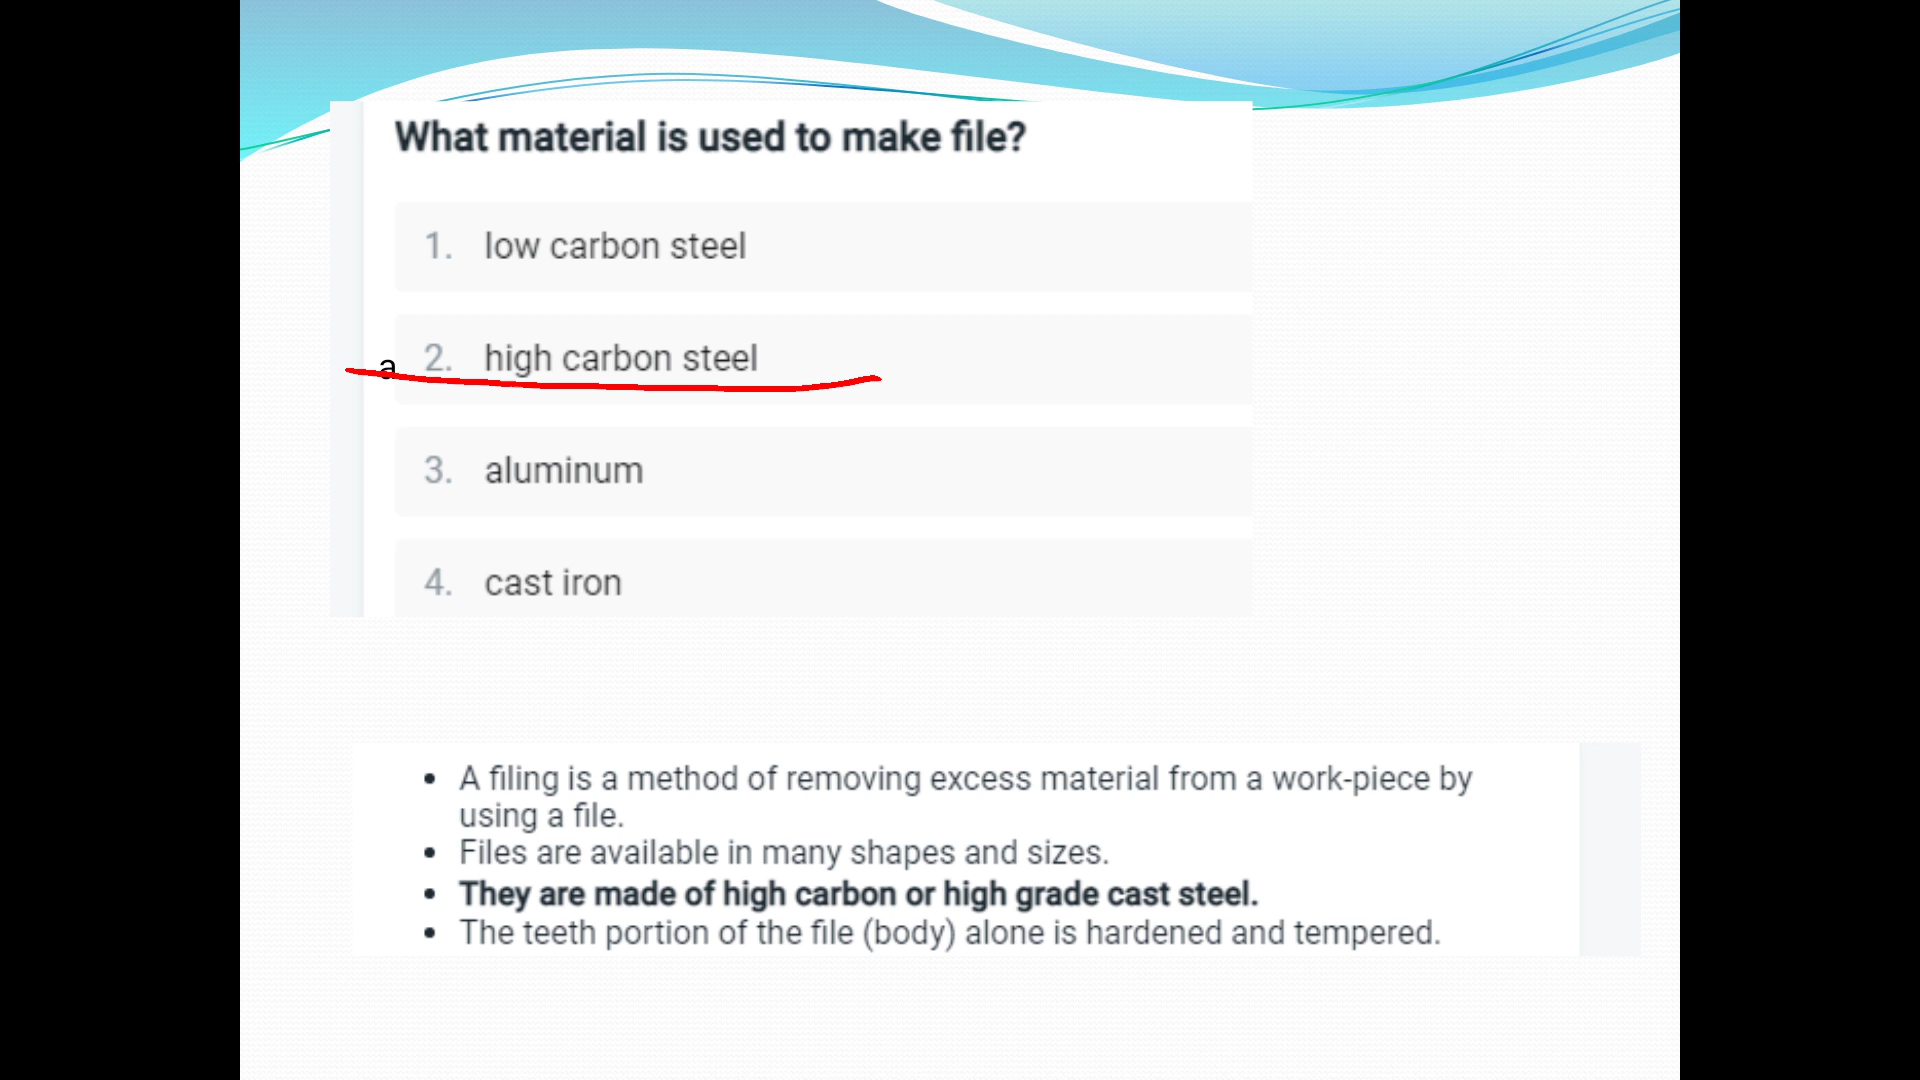 What material is used to make file?
1. low carbon steel
a 2. high carbon steel
3. aluminum
4. cast iron
• A filing is a method of removing excess material from a work-piece by
using a file.
• Files are available in many shapes and sizes.
• They are made of high carbon or high grade cast steel.
• The teeth portion of the file (body) alone is hardened and tempered.